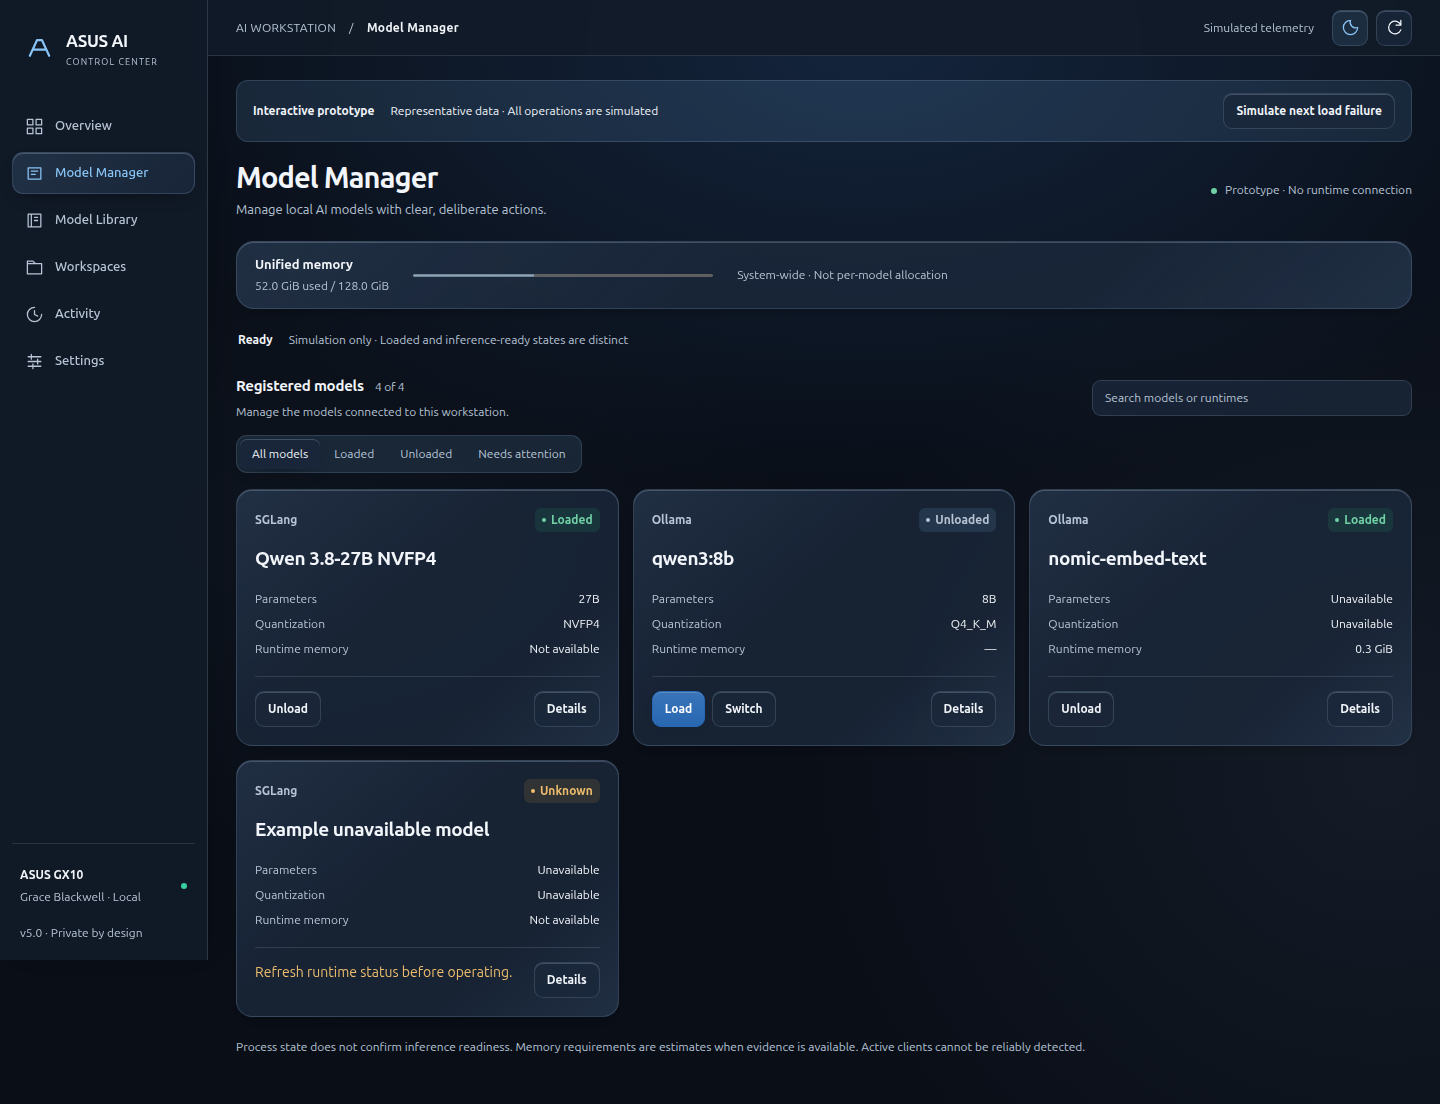 ASUS AI
CONTROL CENTER
Overview
Model Manager
Model Library
Workspaces
Activity
Settings
ASUS GX10
Grace Blackwell · Local
v5.0 · Private by design
AI WORKSTATION / Model Manager
Simulated telemetry
Interactive prototype Representative data · All operations are simulated
Simulate next load failure
Model Manager
Manage local AI models with clear, deliberate actions.
Prototype · No runtime connection
Unified memory
52.0 GiB used / 128.0 GiB
System-wide · Not per-model allocation
Ready Simulation only · Loaded and inference-ready states are distinct
Registered models 4 of 4
Manage the models connected to this workstation.
Search models or runtimes
All models Loaded Unloaded Needs attention
SGLang Loaded
Qwen 3.8-27B NVFP4
Parameters 27B
Quantization NVFP4
Runtime memory Not available
Unload Details
Ollama Unloaded
qwen3:8b
Parameters 8B
Quantization Q4_K_M
Runtime memory —
Load Switch Details
Ollama Loaded
nomic-embed-text
Parameters Unavailable
Quantization Unavailable
Runtime memory 0.3 GiB
Unload Details
SGLang Unknown
Example unavailable model
Parameters Unavailable
Quantization Unavailable
Runtime memory Not available
Refresh runtime status before operating. Details
Process state does not confirm inference readiness. Memory requirements are estimates when evidence is available. Active clients cannot be reliably detected.